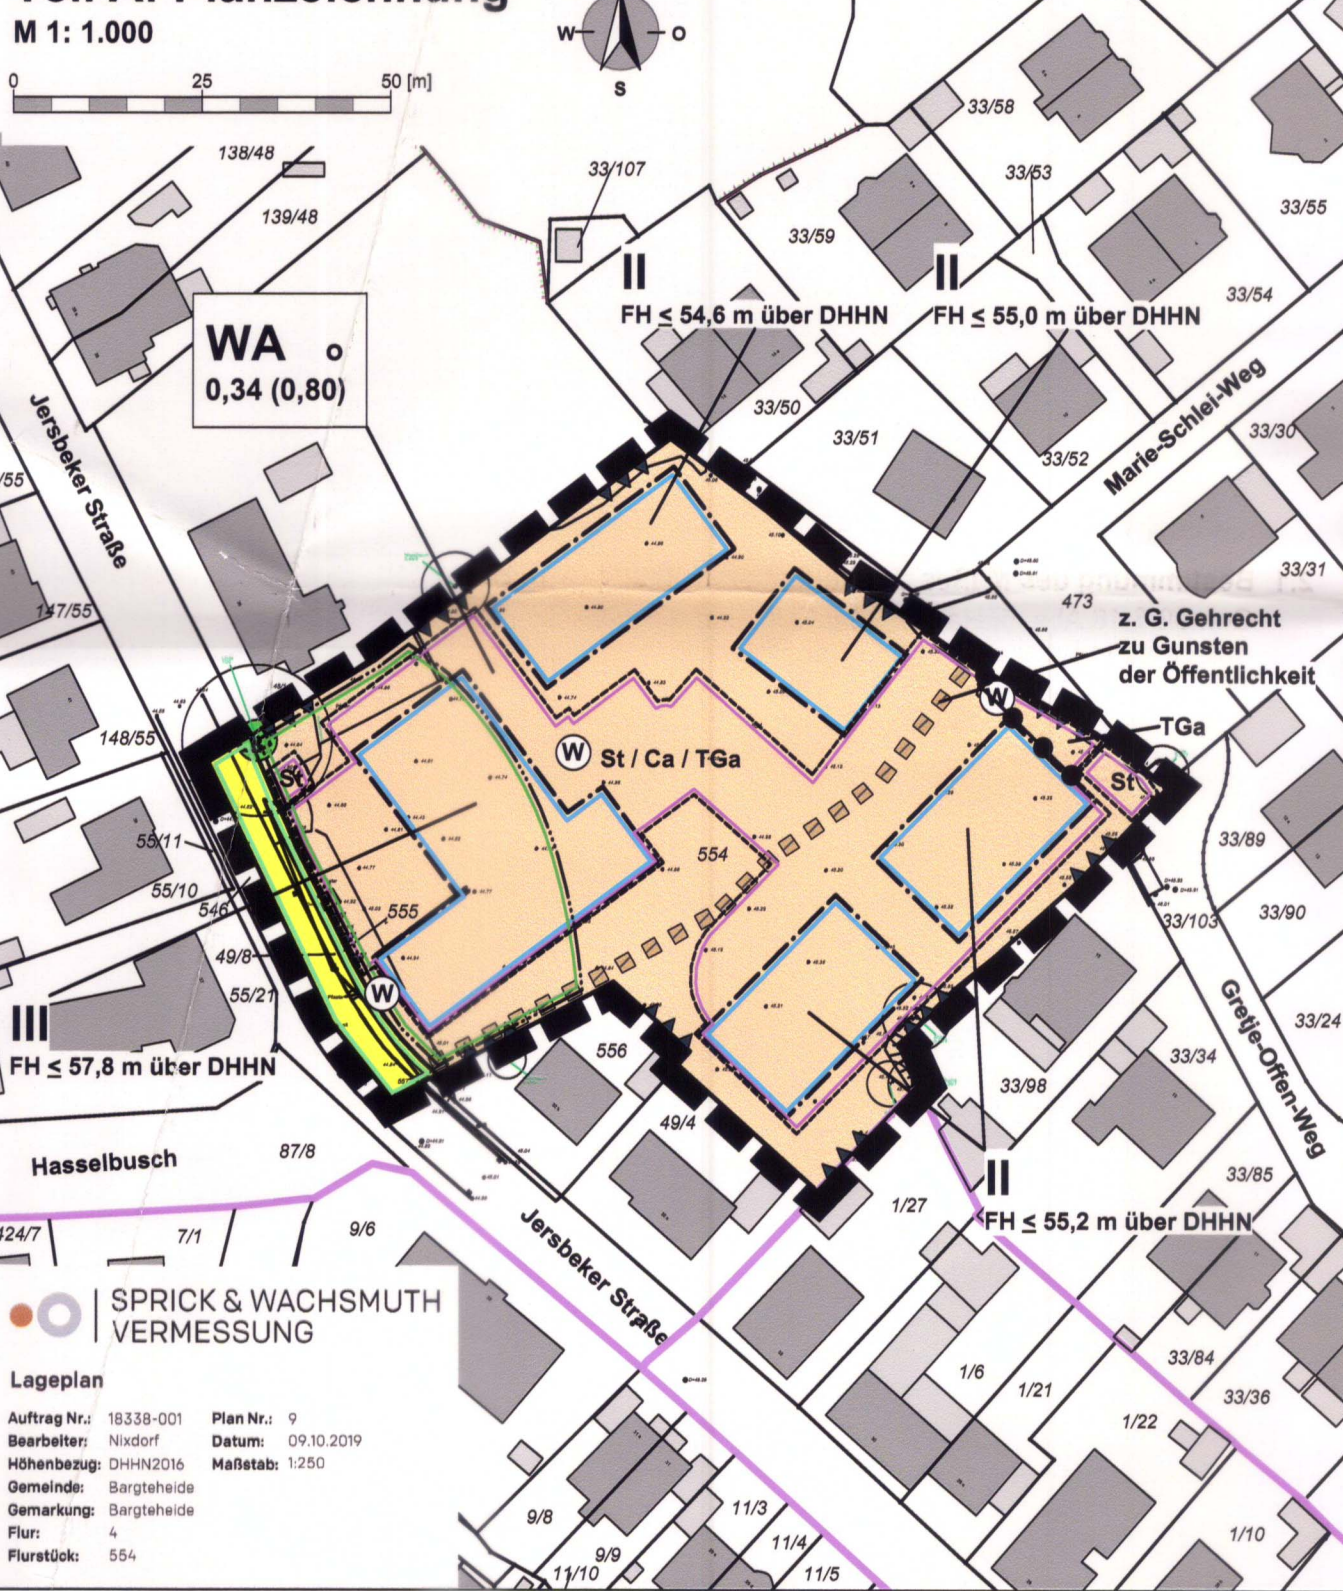 M 1: 1.000
0 25 50 [m]
W O
S
138/48
139/48
33/107
33/58
33/53
33/55
33/59
33/54
II
FH ≤ 54,6 m über DHHN
II
FH ≤ 55,0 m über DHHN
WA o
0,34 (0,80)
33/50
33/51
33/52
Marie-Schlei-Weg
33/30
33/31
Jersbeker Straße
/55
147/55
148/55
473
z. G. Gehrecht
zu Gunsten
der Öffentlichkeit
W
TGa
W St / Ca / TGa
St
St
554
555
55/11
55/10
546
49/8
55/21
W
III
FH ≤ 57,8 m über DHHN
33/89
33/90
33/103
33/24
Gretje-Offen-Weg
33/34
33/98
33/85
556
49/4
Hasselbusch
87/8
424/7
7/1
9/6
Jersbeker Straße
1/27
II
FH ≤ 55,2 m über DHHN
33/84
33/36
1/6
1/21
1/22
1/10
9/8
9/9
11/10
11/3
11/4
11/5
SPRICK & WACHSMUTH
VERMESSUNG
Lageplan
Auftrag Nr.: 18338-001 Plan Nr.: 9
Bearbeiter: Nixdorf Datum: 09.10.2019
Höhenbezug: DHHN2016 Maßstab: 1:250
Gemeinde: Bargteheide
Gemarkung: Bargteheide
Flur: 4
Flurstück: 554